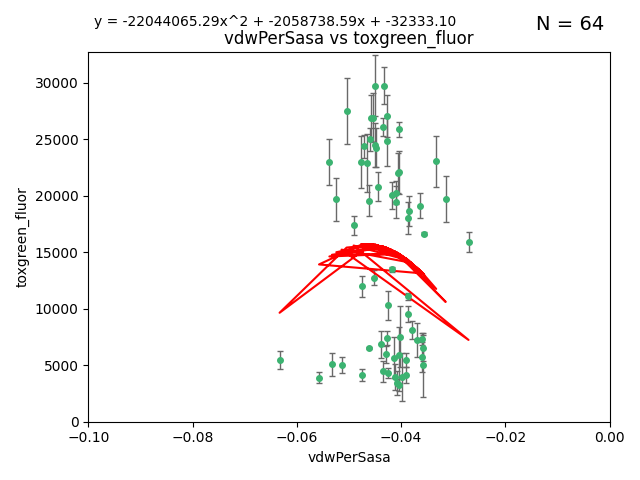 y = -22044065.29x^2 + -2058738.59x + -32333.10
N = 64
vdwPerSasa vs toxgreen_fluor
30000
25000
20000
15000
10000
5000
0
toxgreen_fluor
−0.10
−0.08
−0.06
−0.04
−0.02
0.00
vdwPerSasa